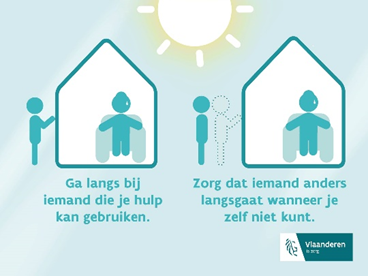 Ga langs bij
iemand die je hulp
kan gebruiken.
Zorg dat iemand anders
langsgaat wanneer je
zelf niet kunt.
Vlaanderen
is zorg